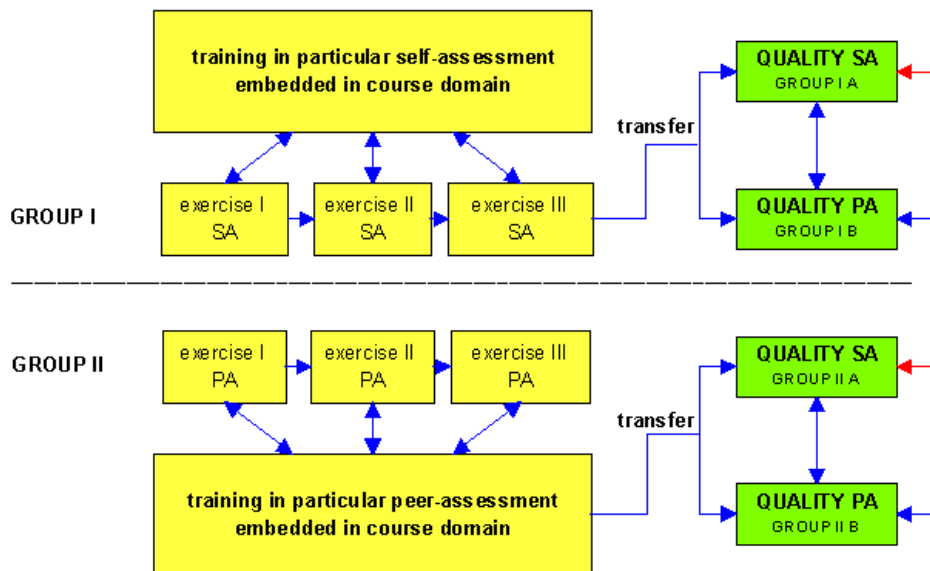 training in particular self-assessment
embedded in course domain
QUALITY SA
GROUP I A
transfer
GROUP I
exercise I
SA
exercise II
SA
exercise III
SA
QUALITY PA
GROUP I B
GROUP II
exercise I
PA
exercise II
PA
exercise III
PA
QUALITY SA
GROUP II A
transfer
training in particular peer-assessment
embedded in course domain
QUALITY PA
GROUP II B